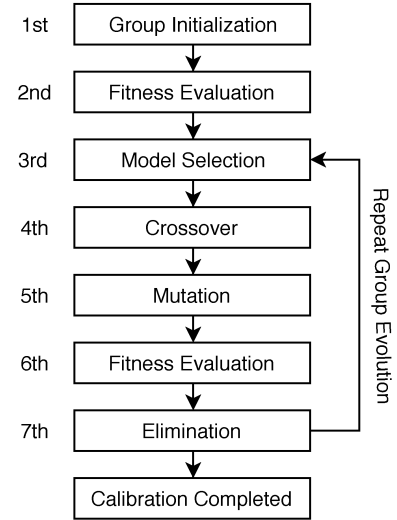 1st Group Initialization
2nd Fitness Evaluation
3rd Model Selection
4th Crossover
5th Mutation
6th Fitness Evaluation
7th Elimination
Calibration Completed
Repeat Group Evolution